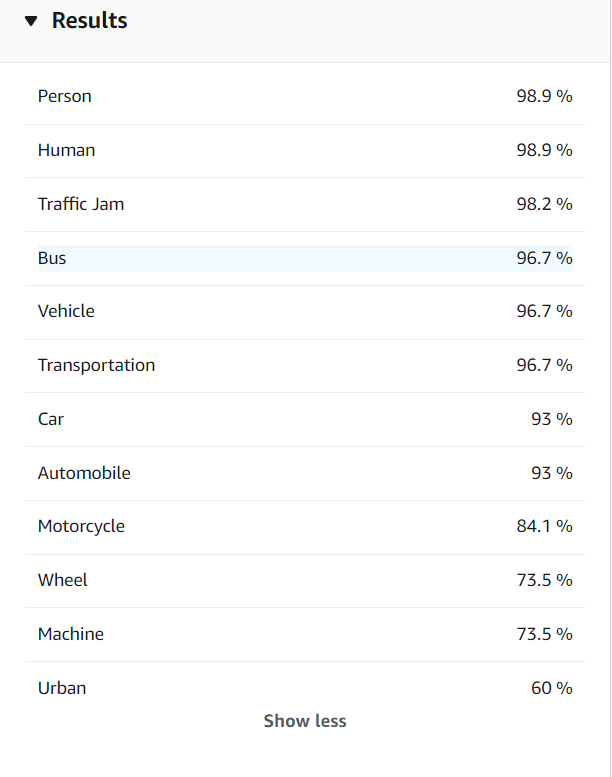 Results
Person 98.9 %
Human 98.9 %
Traffic Jam 98.2 %
Bus 96.7 %
Vehicle 96.7 %
Transportation 96.7 %
Car 93 %
Automobile 93 %
Motorcycle 84.1 %
Wheel 73.5 %
Machine 73.5 %
Urban 60 %
Show less